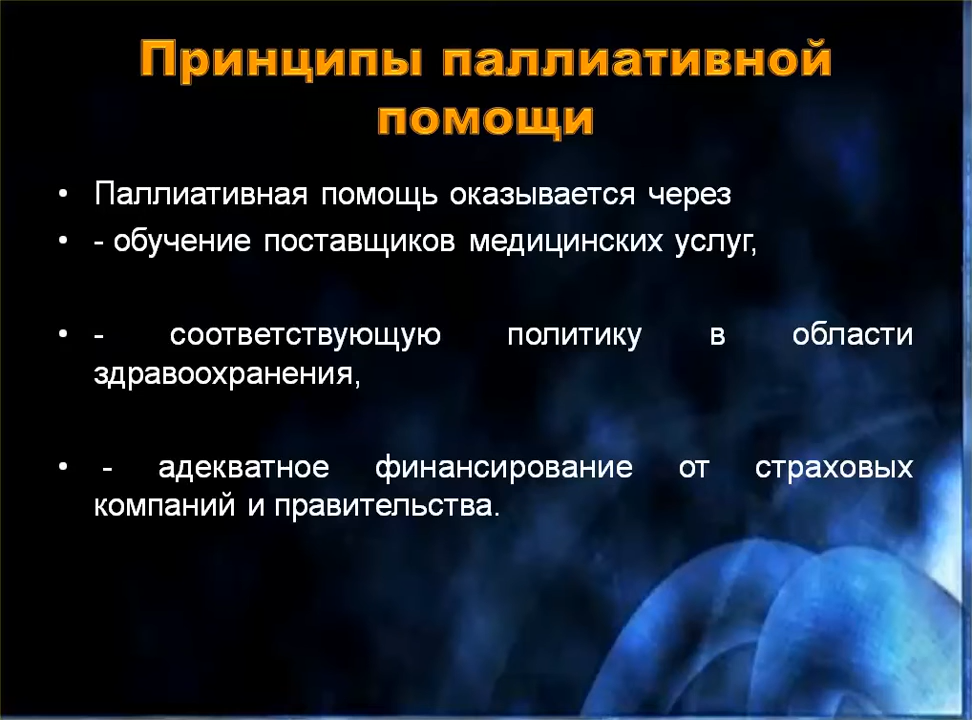 Принципы паллиативной
помощи
• Паллиативная помощь оказывается через
• - обучение поставщиков медицинских услуг,
• - соответствующую политику в области
здравоохранения,
• - адекватное финансирование от страховых
компаний и правительства.